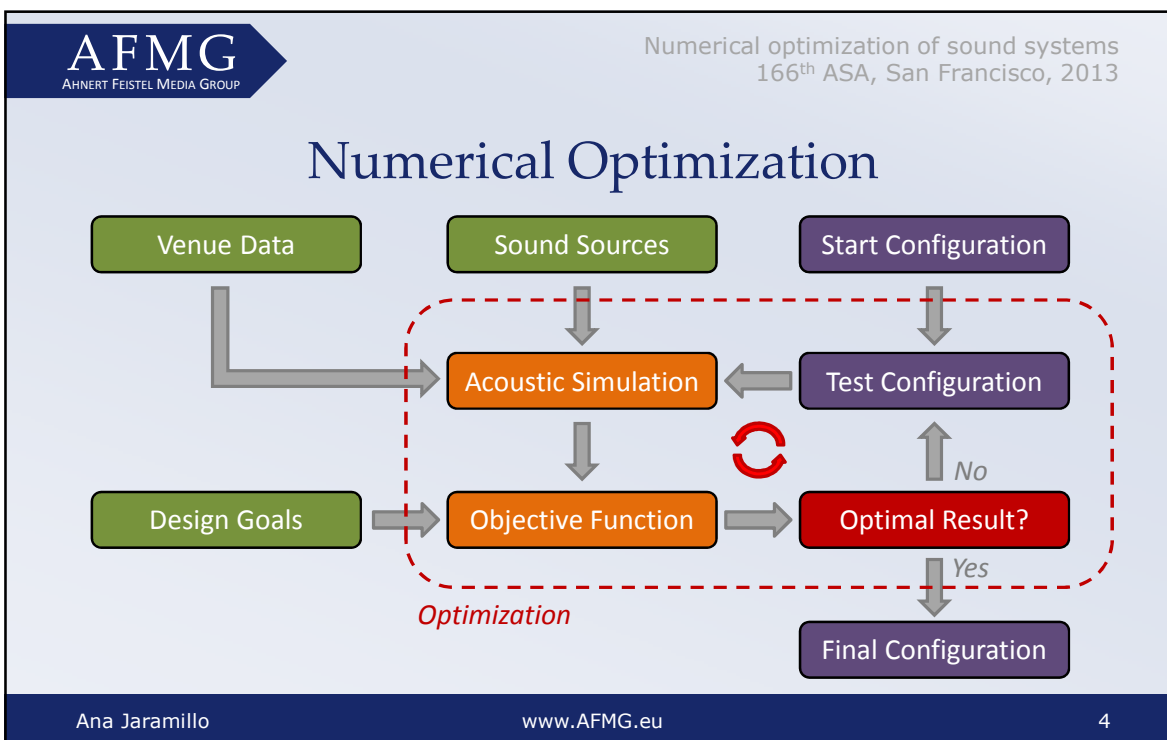 AFMG
AHNERT FEISTEL MEDIA GROUP
Numerical optimization of sound systems
166th ASA, San Francisco, 2013
Numerical Optimization
Venue Data
Sound Sources
Start Configuration
Acoustic Simulation
Test Configuration
No
Design Goals
Objective Function
Optimal Result?
Yes
Optimization
Final Configuration
Ana Jaramillo
www.AFMG.eu
4